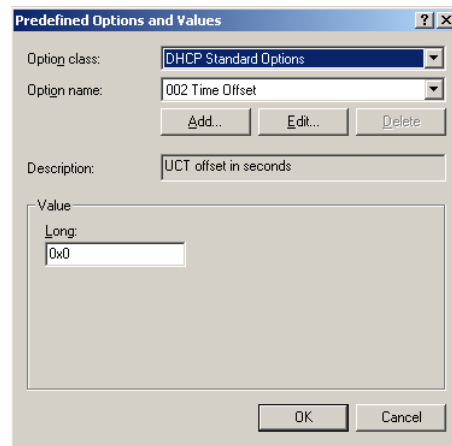 Predefined Options and Values
Option class: DHCP Standard Options
Option name: 002 Time Offset
Add... Edit... Delete
Description: UCT offset in seconds
Value
Long:
0x0
OK Cancel